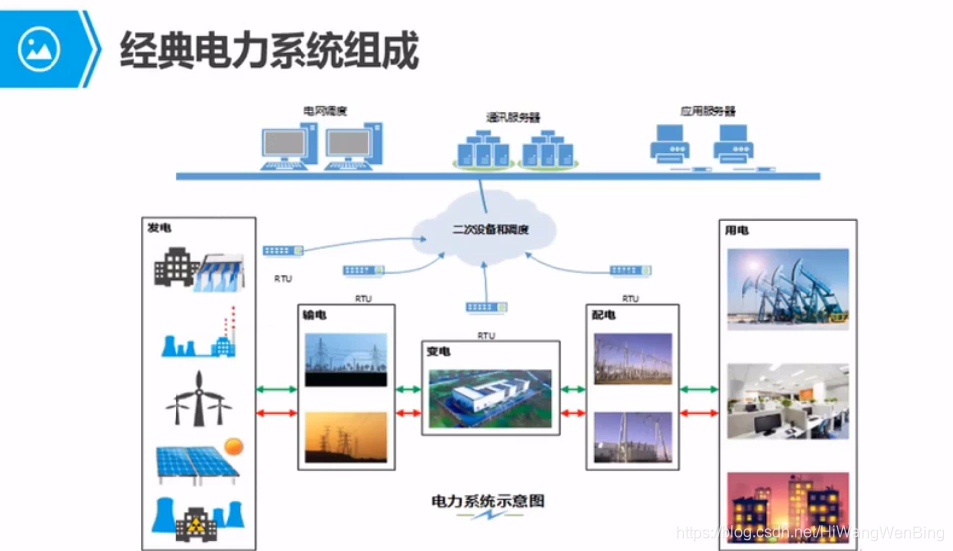 经典电力系统组成
电网调度
通讯服务器
应用服务器
二次设备和调度
发电
用电
RTU
RTU
RTU
RTU
输电
配电
变电
电力系统示意图
https://blog.csdn.net/HiWangWenBing